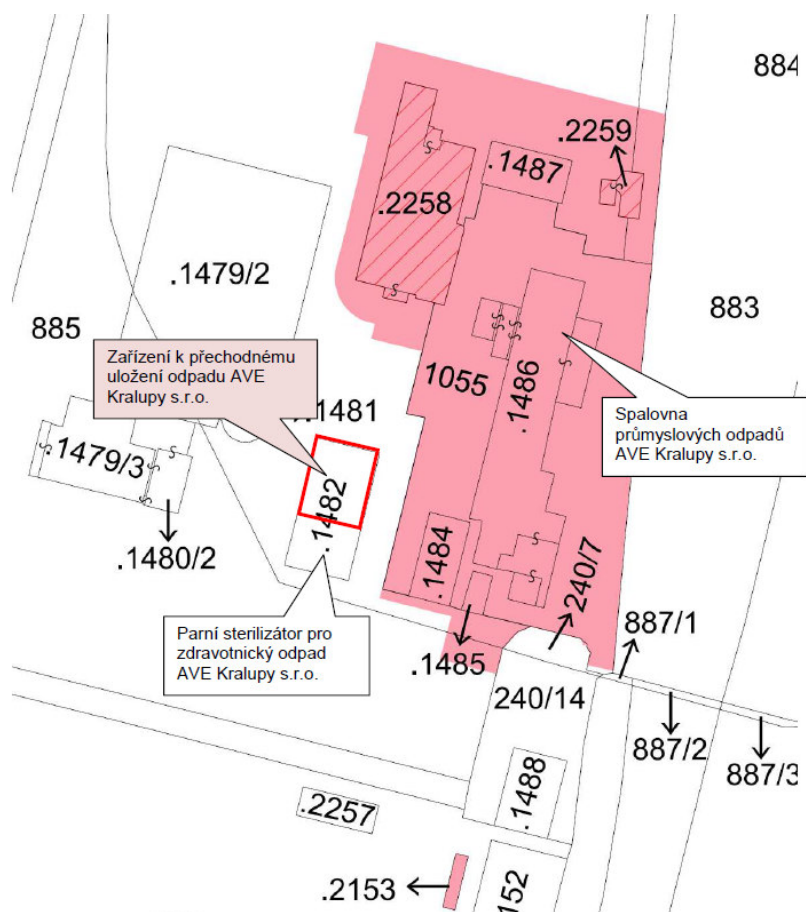 884
.2259
.1487
.2258
.1479/2
883
885
Zařízení k přechodnému
uložení odpadu AVE
Kralupy s.r.o.
1055
.1486
.1481
Spalovna
průmyslových odpadů
AVE Kralupy s.r.o.
.1479/3
.1482
.1480/2
.1484
240/7
Parní sterilizátor pro
zdravotnický odpad
AVE Kralupy s.r.o.
.1485
887/1
240/14
887/2
887/3
.1488
.2257
.2153
152